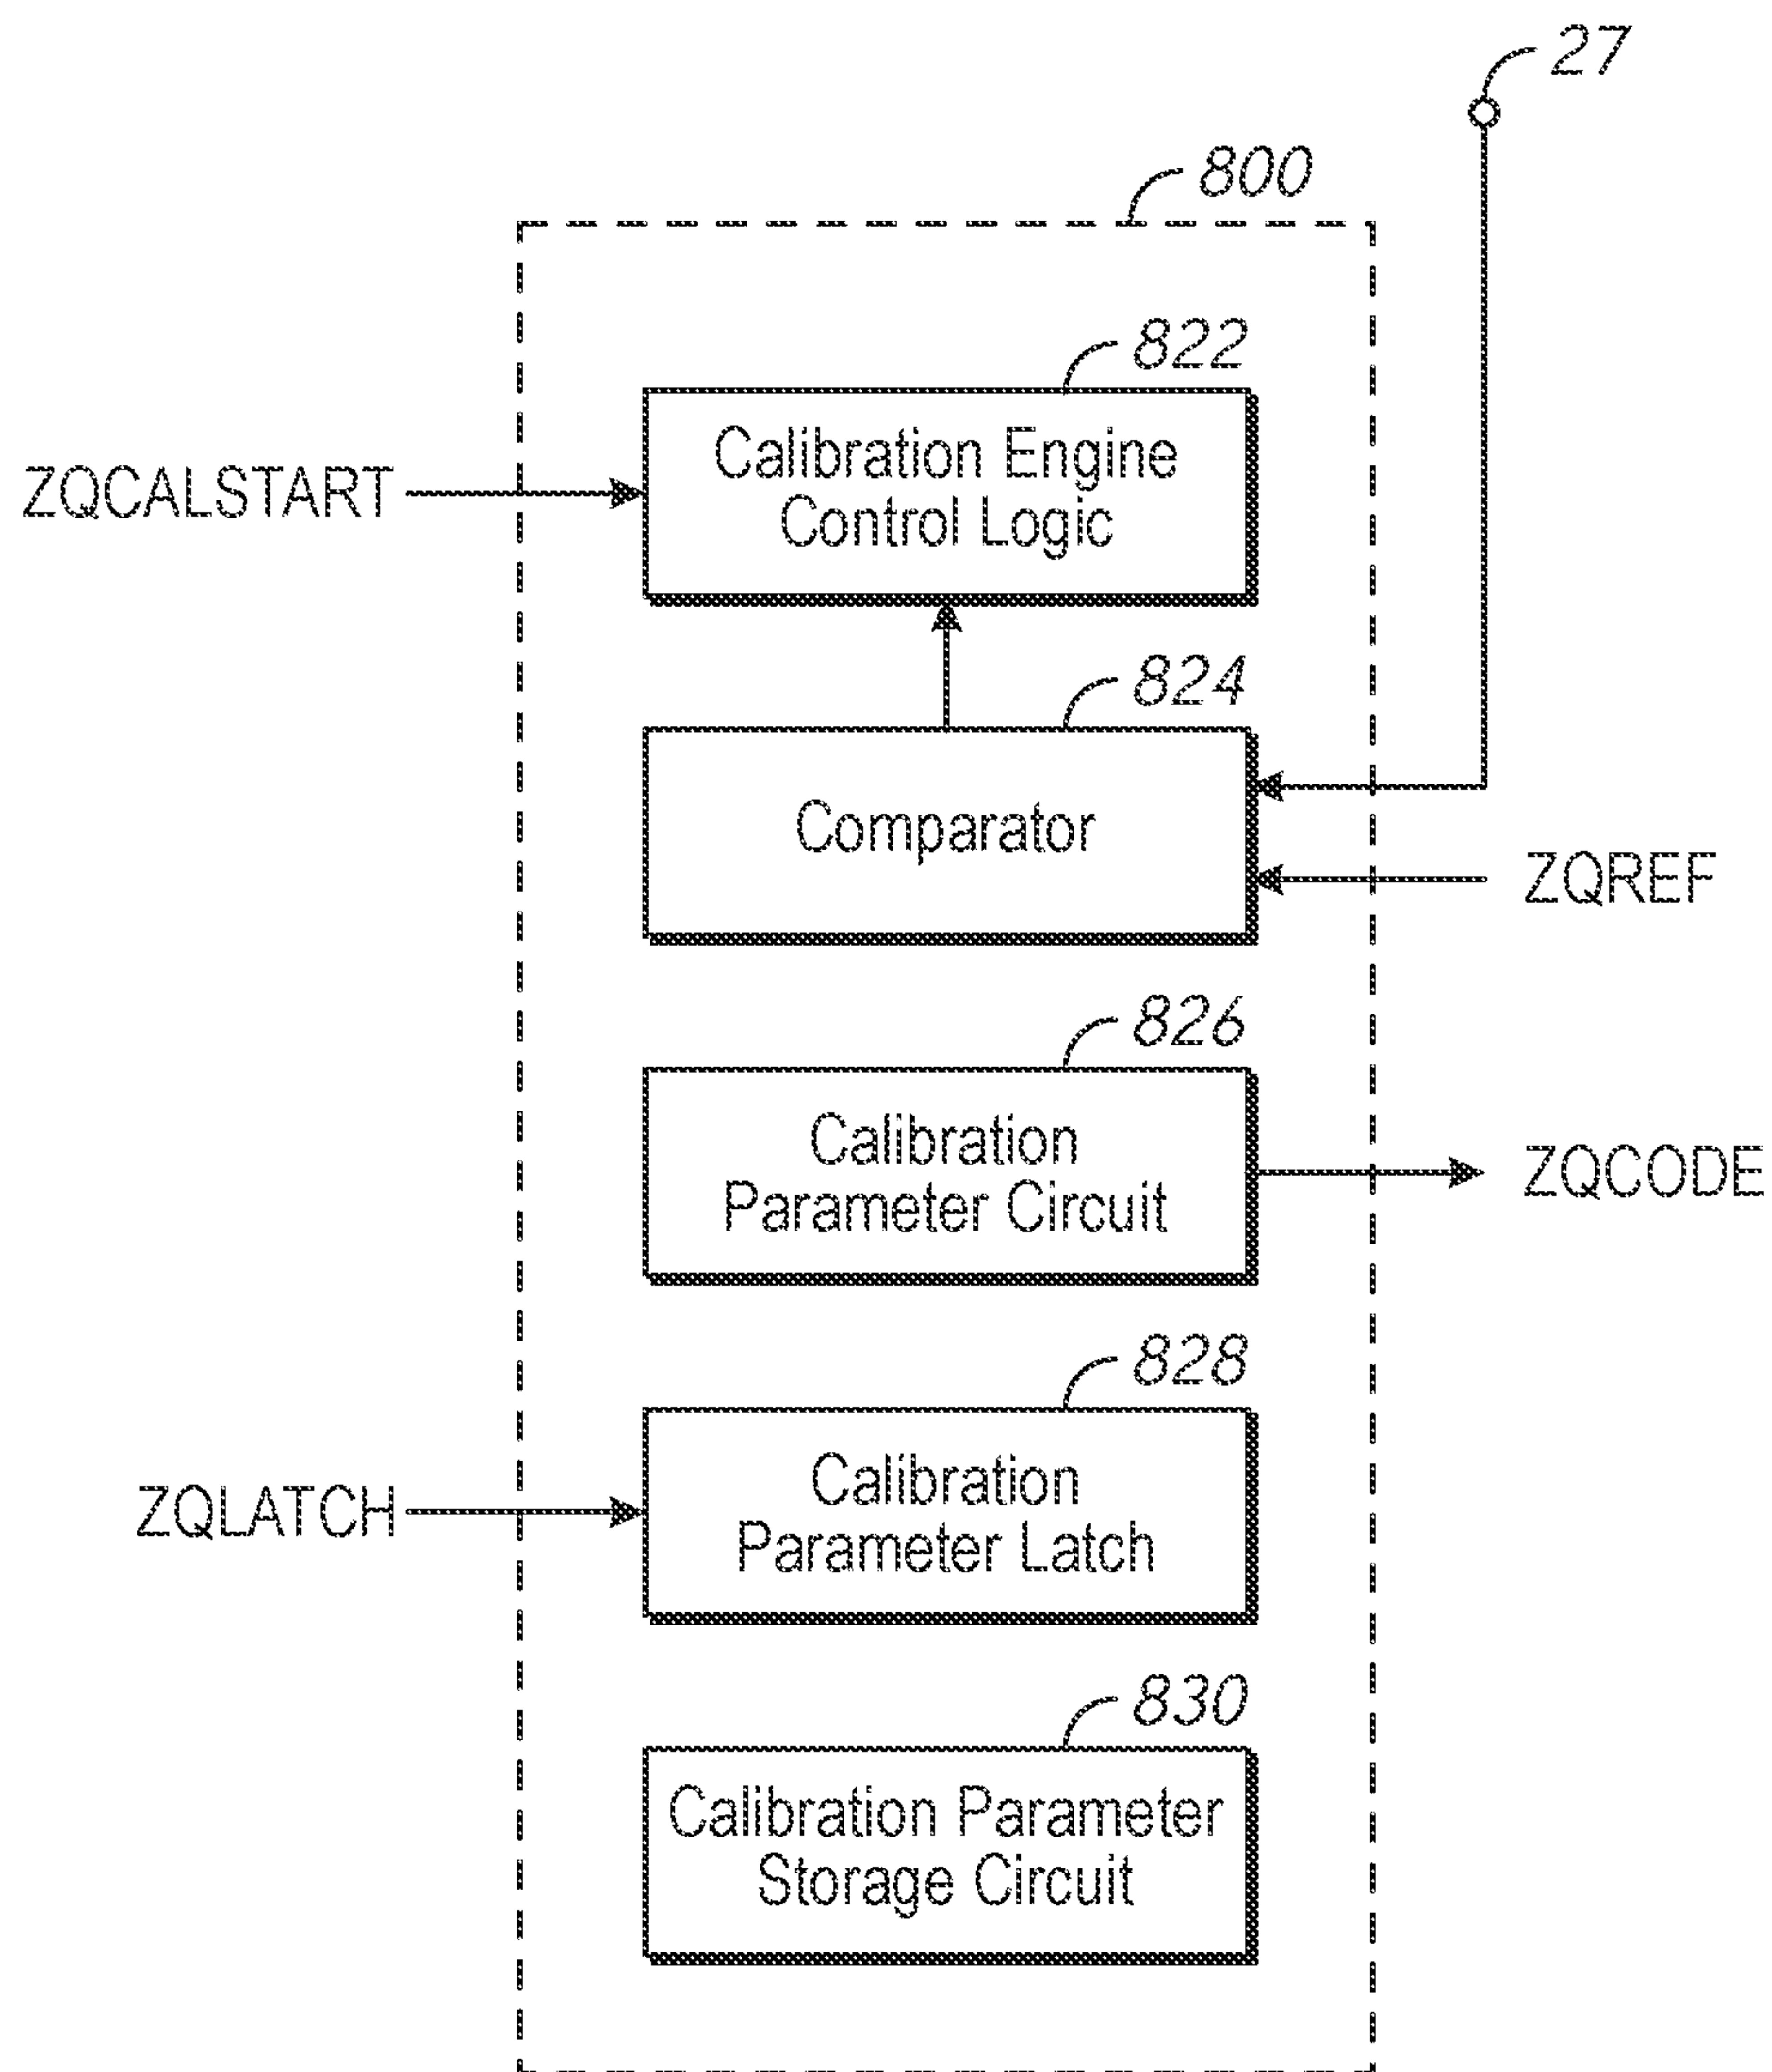 27
800
822
Calibration Engine
Control Logic
ZQCALSTART
824
Comparator
ZQREF
826
Calibration
Parameter Circuit
ZQCODE
828
Calibration
Parameter Latch
ZQLATCH
830
Calibration Parameter
Storage Circuit